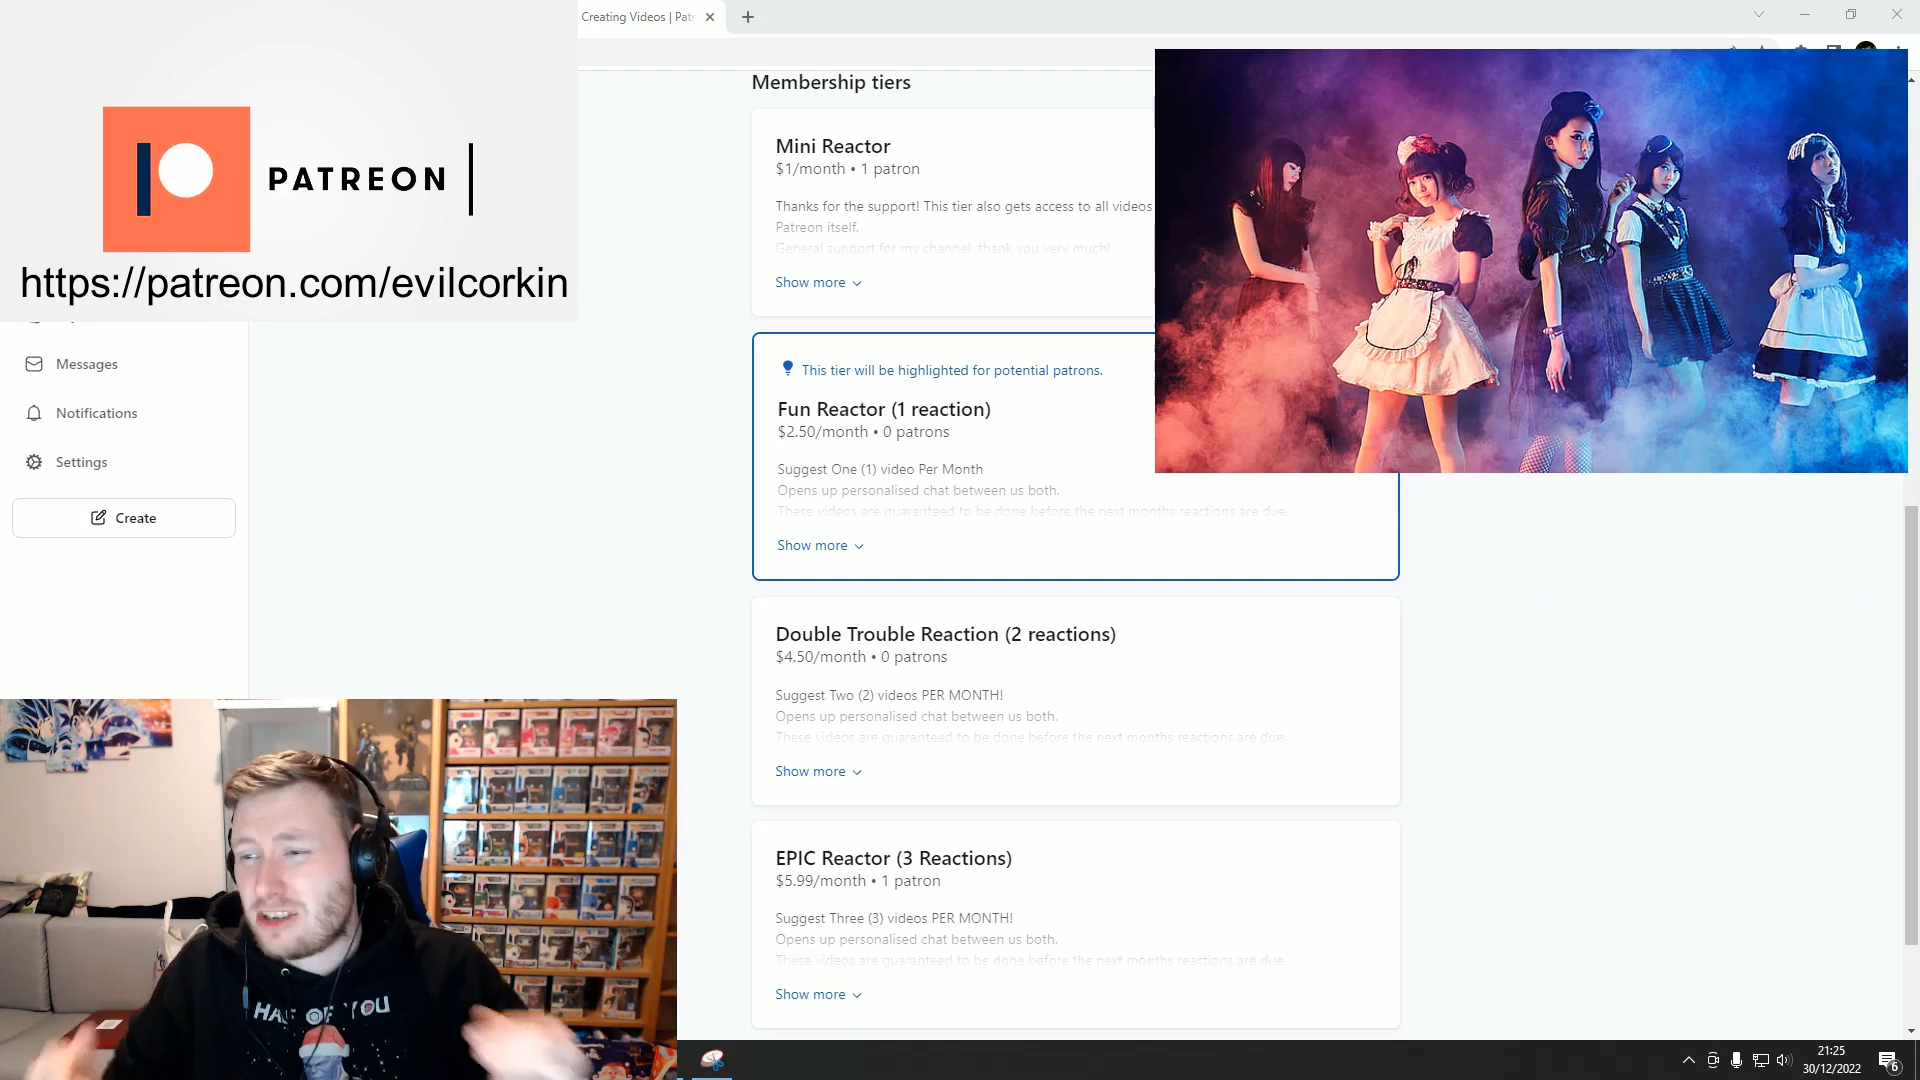 Creating Videos | Patr
PATREON
https://patreon.com/evilcorkin
Messages
Notifications
Settings
Create
Membership tiers
Mini Reactor
$1/month • 1 patron
Thanks for the support! This tier also gets access to all videos
Patreon itself.
General support for my channel, thank you very much!
Show more
This tier will be highlighted for potential patrons.
Fun Reactor (1 reaction)
$2.50/month • 0 patrons
Suggest One (1) video Per Month
Opens up personalised chat between us both.
These videos are guaranteed to be done before the next months reactions are due.
Show more
Double Trouble Reaction (2 reactions)
$4.50/month • 0 patrons
Suggest Two (2) videos PER MONTH!
Opens up personalised chat between us both.
These videos are guaranteed to be done before the next months reactions are due.
Show more
EPIC Reactor (3 Reactions)
$5.99/month • 1 patron
Suggest Three (3) videos PER MONTH!
Opens up personalised chat between us both.
These videos are guaranteed to be done before the next months reactions are due.
Show more
HALF OF YOU
21:25
30/12/2022
6